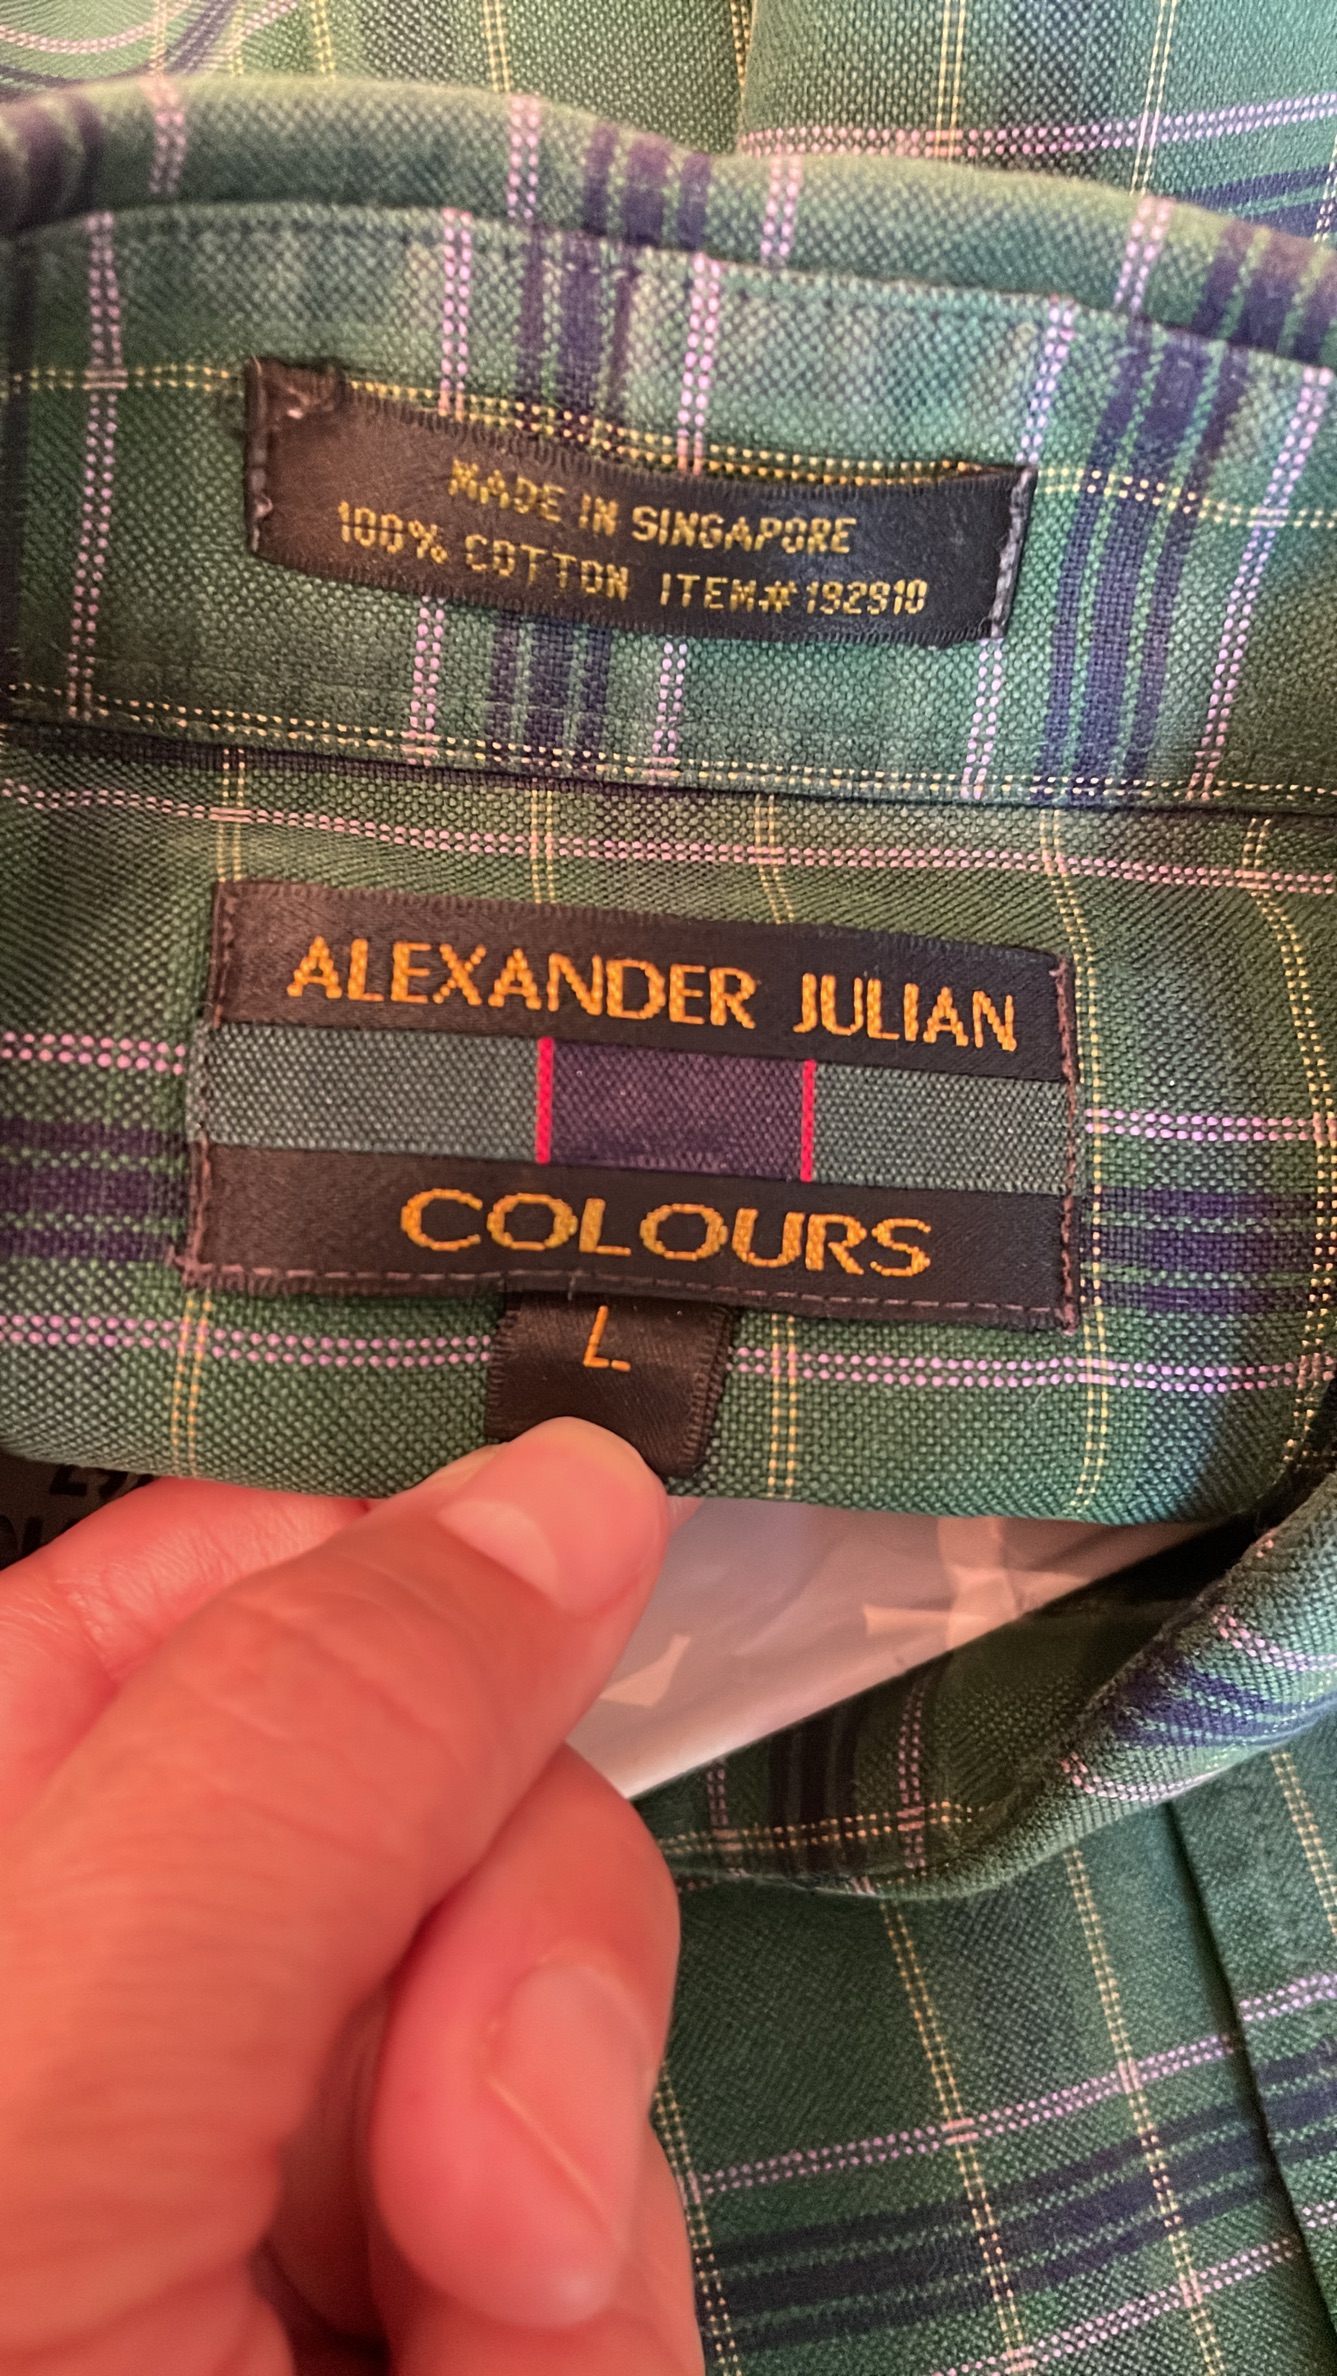 MADE IN SINGAPORE
100% COTTON ITEM#192910
ALEXANDER JULIAN
COLOURS
L